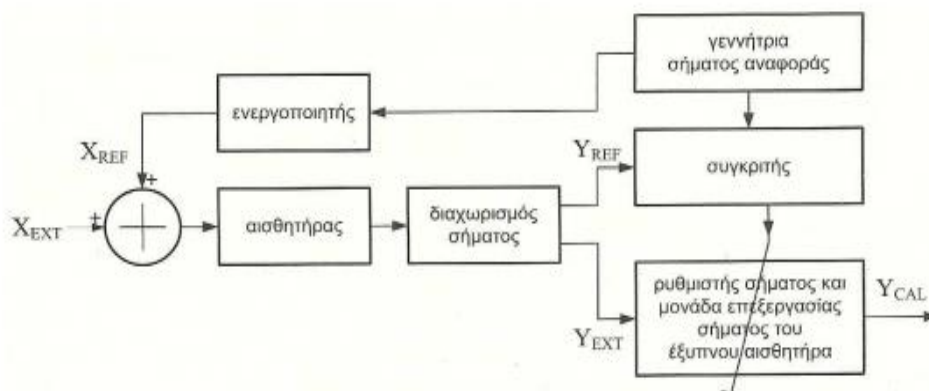 γεννήτρια
σήματος αναφοράς
ενεργοποιητής
X_REF
Y_REF
συγκριτής
+
+
X_EXT
αισθητήρας
διαχωρισμός
σήματος
ρυθμιστής σήματος και
μονάδα επεξεργασίας
σήματος του
έξυπνου αισθητήρα
Y_CAL
Y_EXT